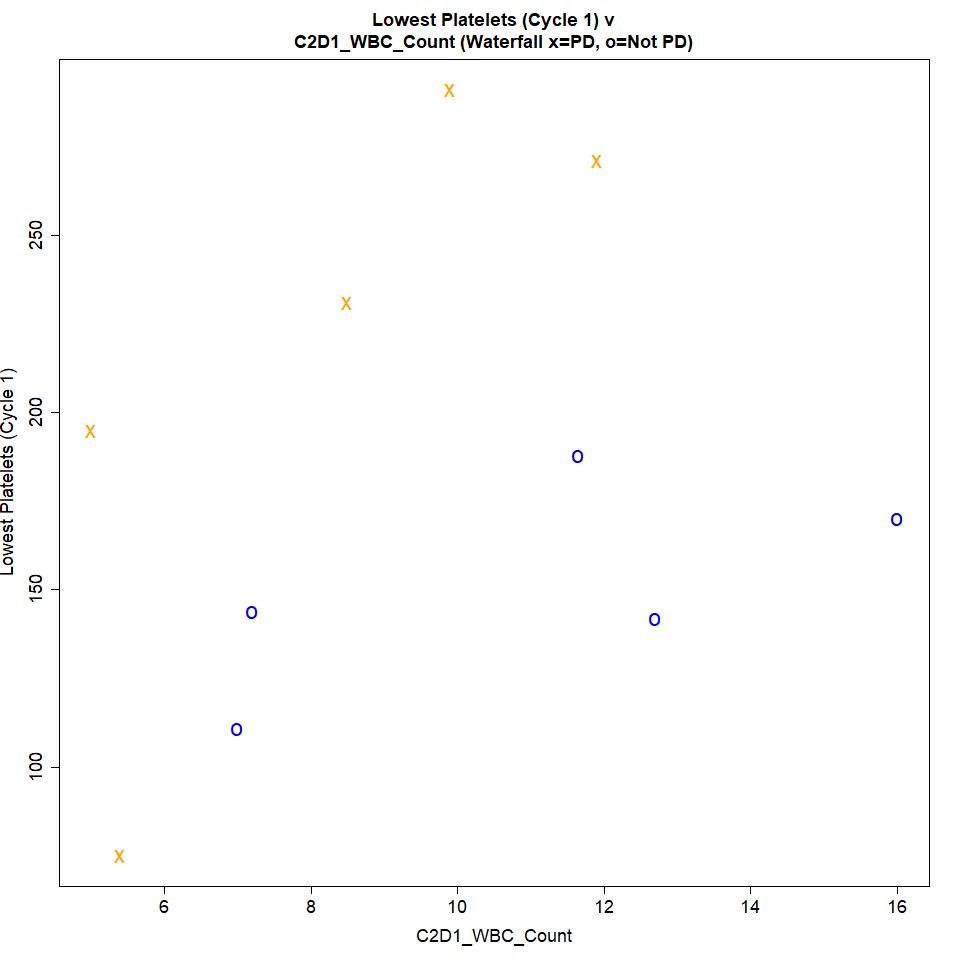 Lowest Platelets (Cycle 1) v
C2D1_WBC_Count (Waterfall x=PD, o=Not PD)
x
x
250
x
Lowest Platelets (Cycle 1)
200
x
o
o
150
o
o
o
100
x
6 8 10 12 14 16
C2D1_WBC_Count